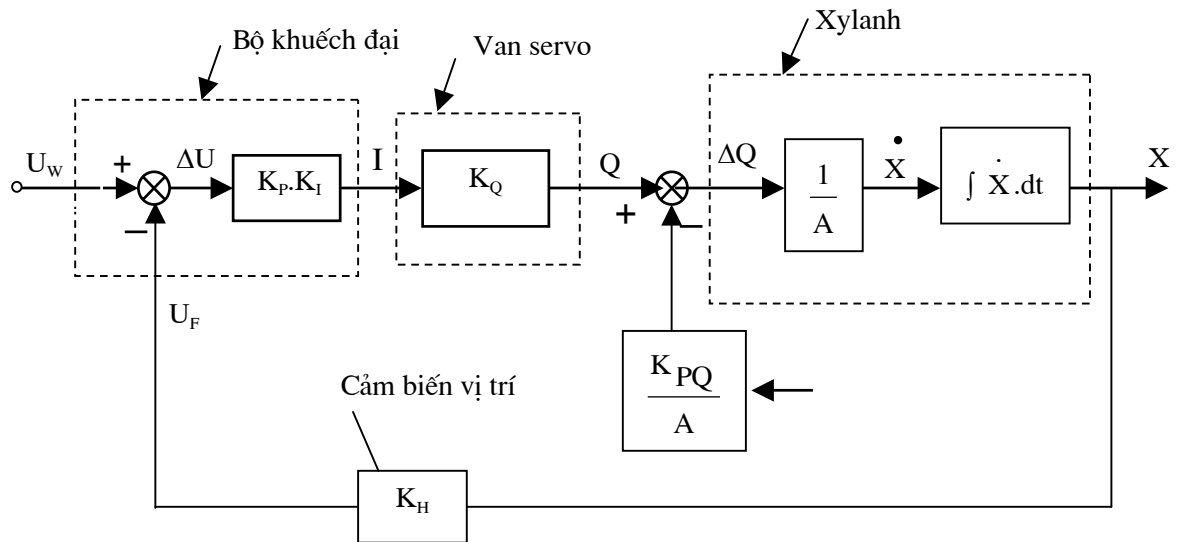 Bộ khuếch đại
Van servo
Xylanh
U_W
+
ΔU
K_P.K_I
I
K_Q
Q
+
ΔQ
1
A
Ẋ
∫ Ẋ.dt
X
−
−
U_F
K_PQ
A
Cảm biến vị trí
K_H